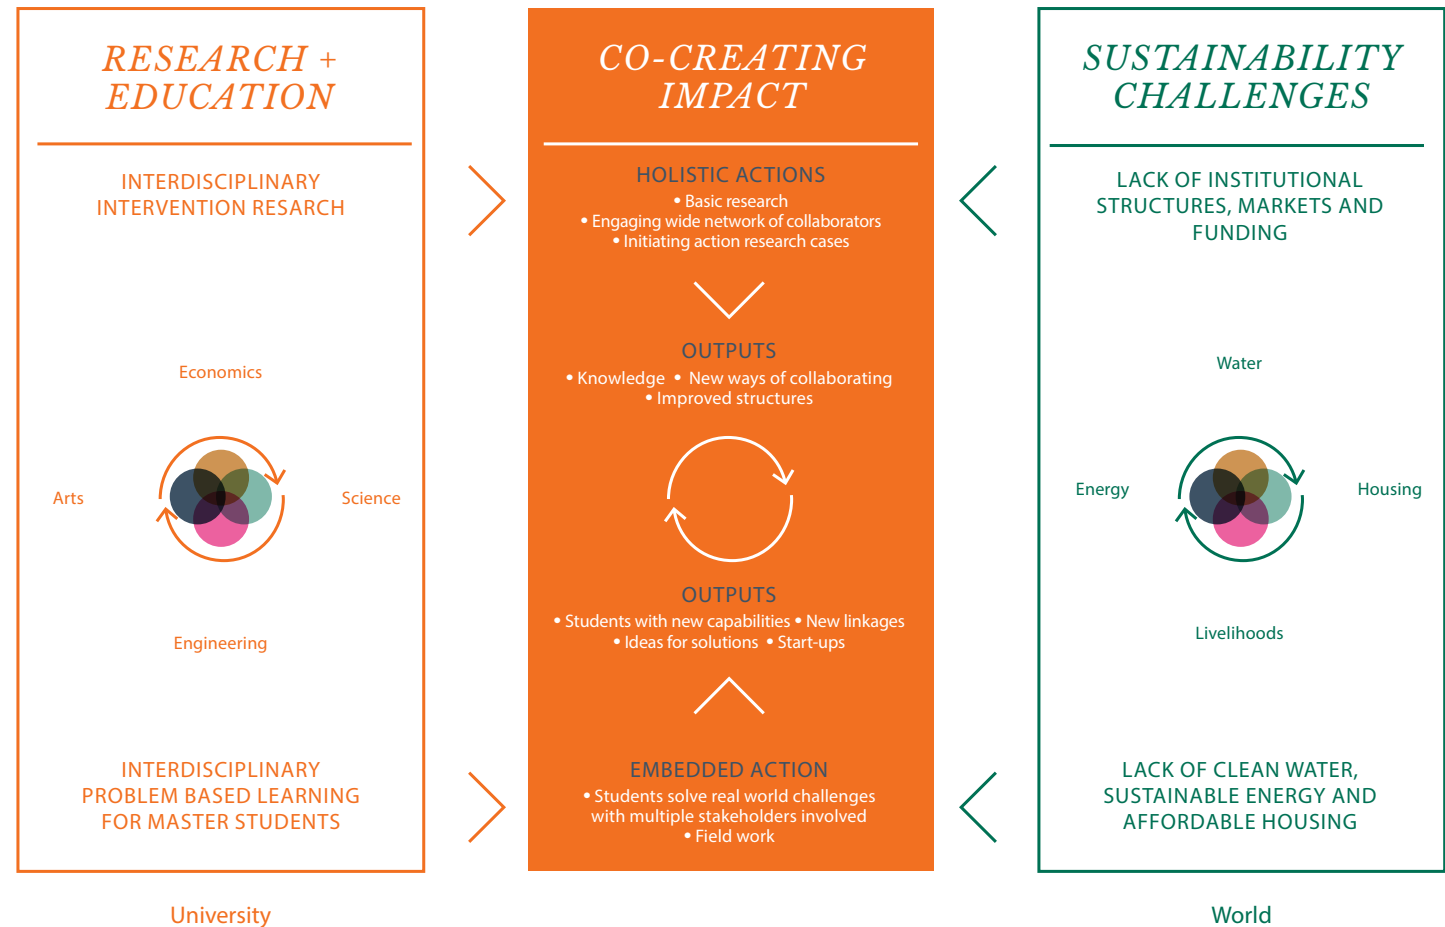 RESEARCH +
EDUCATION
INTERDISCIPLINARY
INTERVENTION RESARCH
Economics
Arts
Science
Engineering
INTERDISCIPLINARY
PROBLEM BASED LEARNING
FOR MASTER STUDENTS
University
CO-CREATING
IMPACT
HOLISTIC ACTIONS
• Basic research
• Engaging wide network of collaborators
• Initiating action research cases
OUTPUTS
• Knowledge • New ways of collaborating
• Improved structures
OUTPUTS
• Students with new capabilities • New linkages
• Ideas for solutions • Start-ups
EMBEDDED ACTION
• Students solve real world challenges
with multiple stakeholders involved
• Field work
SUSTAINABILITY
CHALLENGES
LACK OF INSTITUTIONAL
STRUCTURES, MARKETS AND
FUNDING
Water
Energy
Housing
Livelihoods
LACK OF CLEAN WATER,
SUSTAINABLE ENERGY AND
AFFORDABLE HOUSING
World